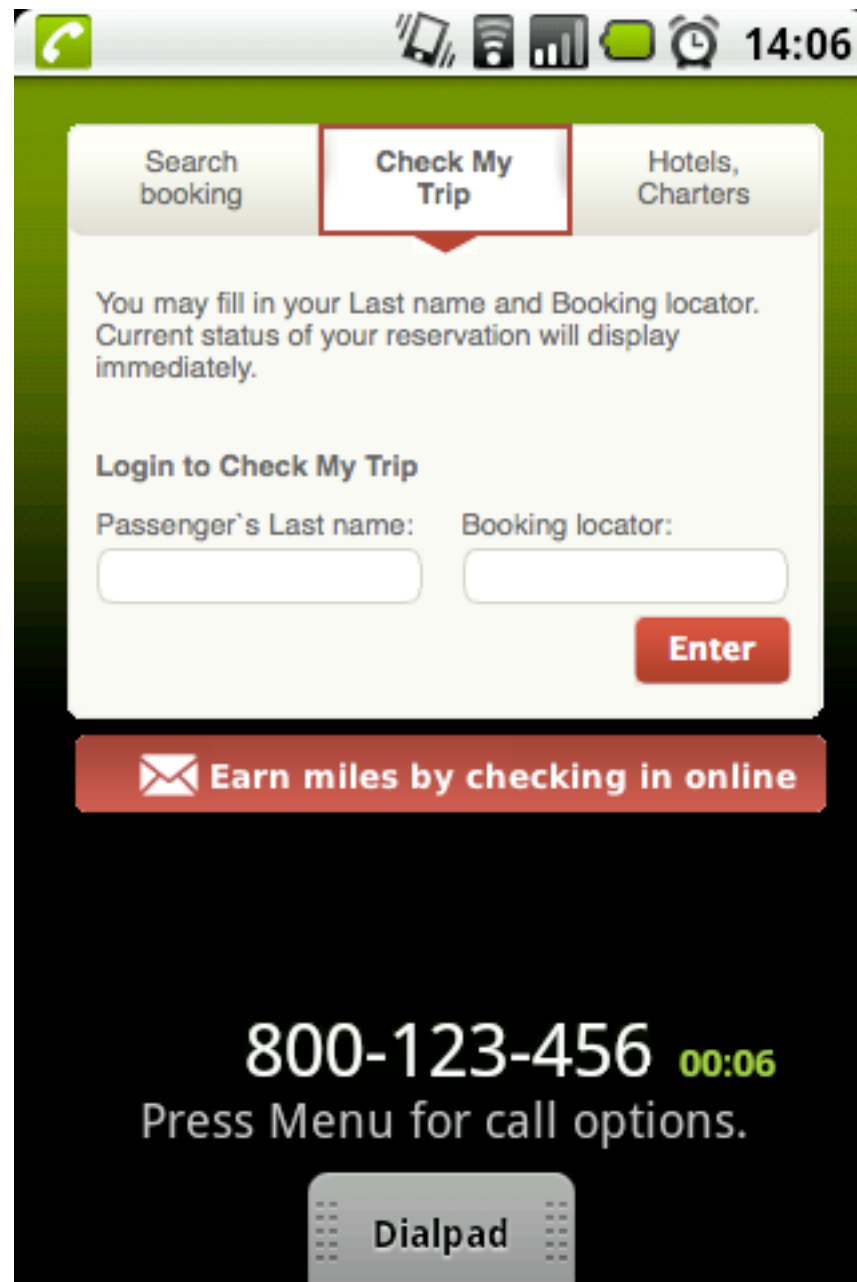 14:06
Search
booking
Check My
Trip
Hotels,
Charters
You may fill in your Last name and Booking locator.
Current status of your reservation will display
immediately.
Login to Check My Trip
Passenger`s Last name:
Booking locator:
Enter
Earn miles by checking in online
800-123-456 00:06
Press Menu for call options.
Dialpad